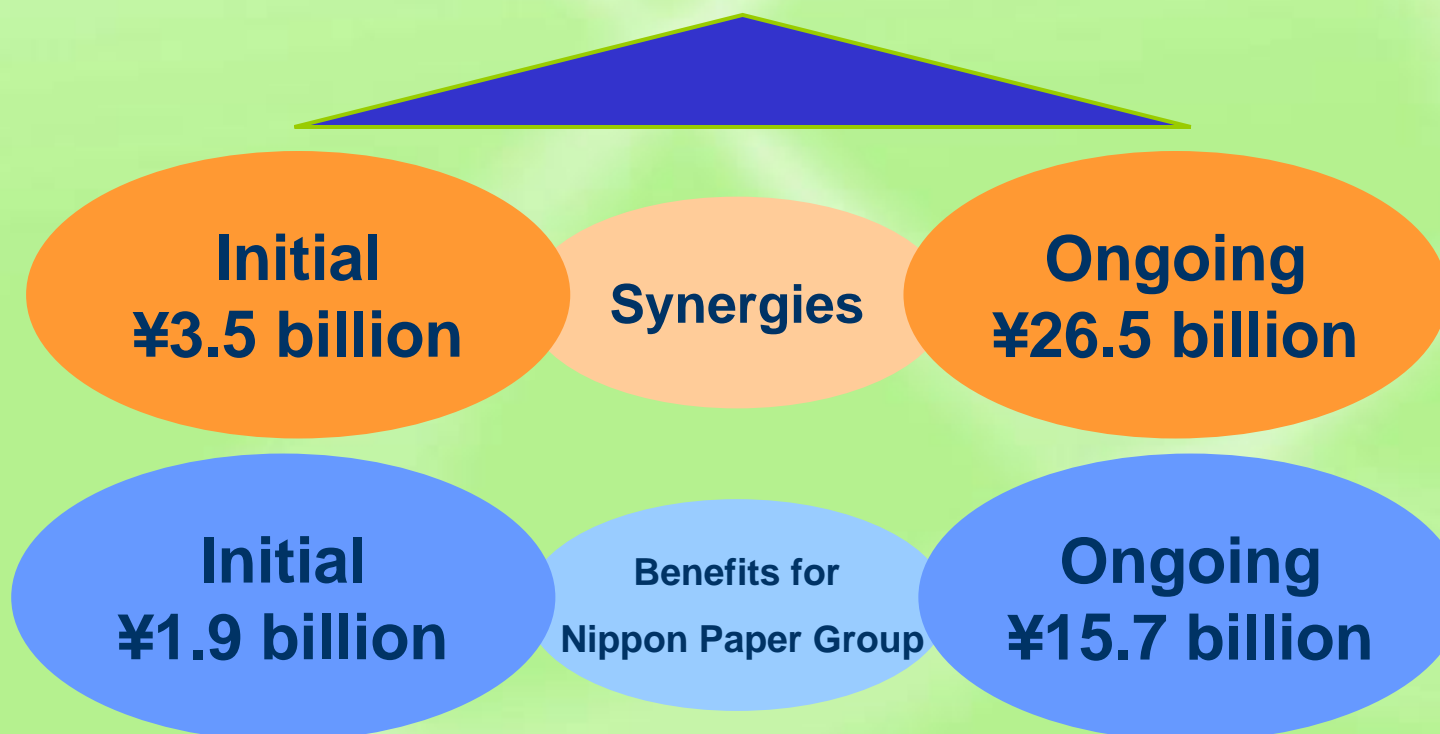 Initial
¥3.5 billion
Synergies
Ongoing
¥26.5 billion
Initial
¥1.9 billion
Benefits for
Nippon Paper Group
Ongoing
¥15.7 billion